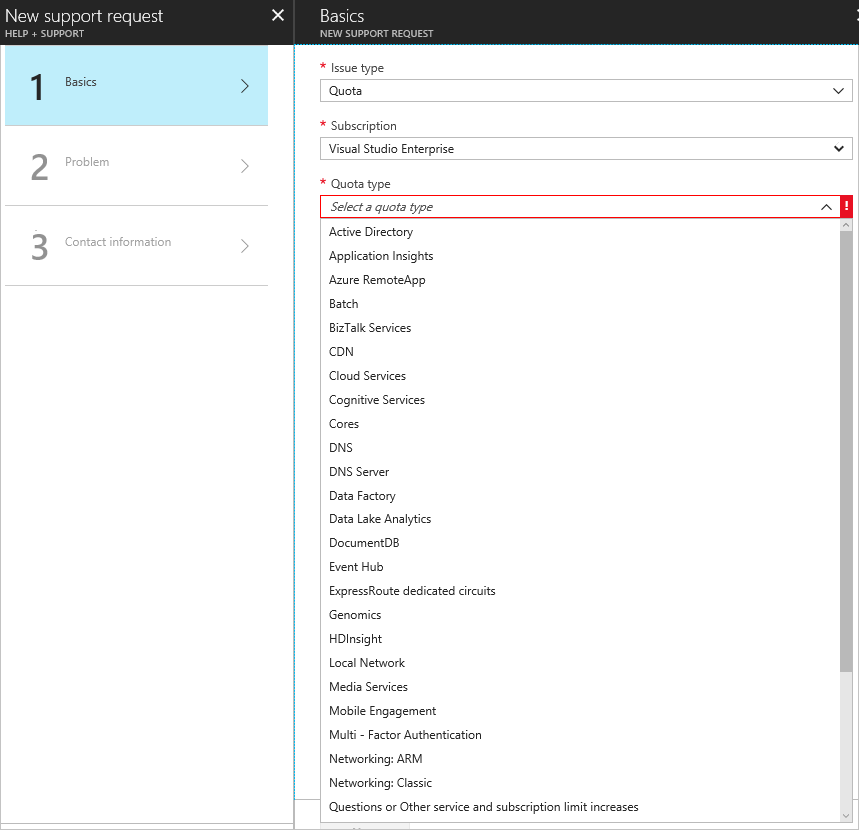 New support request
HELP + SUPPORT
1
Basics
2
Problem
3
Contact information
Basics
NEW SUPPORT REQUEST
* Issue type
Quota
* Subscription
Visual Studio Enterprise
* Quota type
Select a quota type
!
Active Directory
Application Insights
Azure RemoteApp
Batch
BizTalk Services
CDN
Cloud Services
Cognitive Services
Cores
DNS
DNS Server
Data Factory
Data Lake Analytics
DocumentDB
Event Hub
ExpressRoute dedicated circuits
Genomics
HDInsight
Local Network
Media Services
Mobile Engagement
Multi - Factor Authentication
Networking: ARM
Networking: Classic
Questions or Other service and subscription limit increases